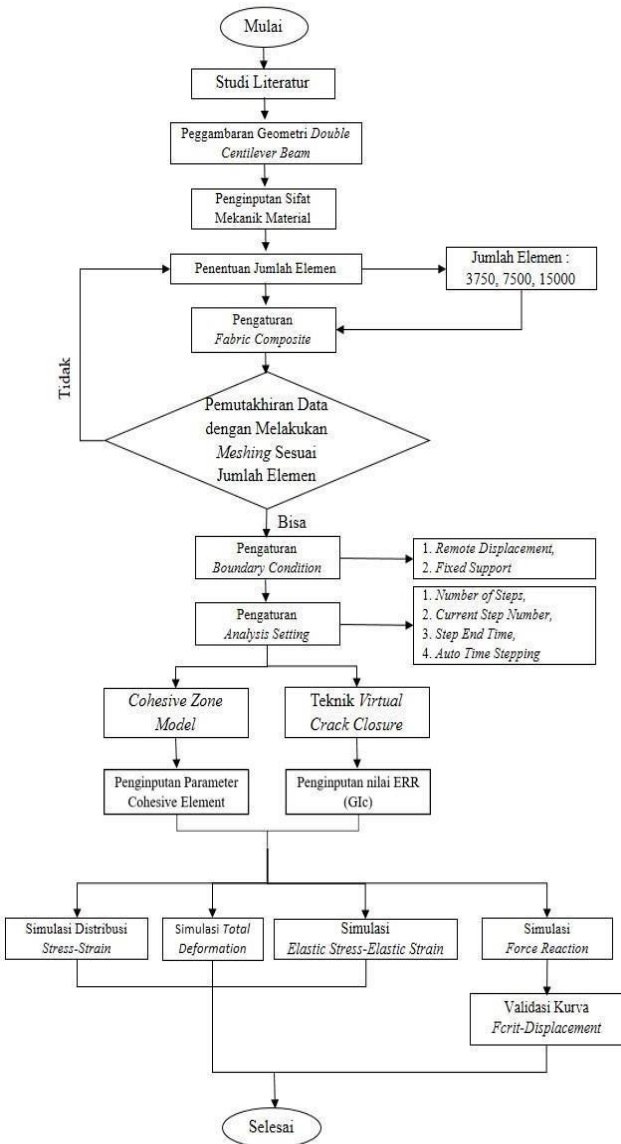 Mulai
Studi Literatur
Peggambaran Geometri Double
Centilever Beam
Penginputan Sifat
Mekanik Material
Penentuan Jumlah Elemen
Jumlah Elemen :
3750, 7500, 15000
Pengaturan
Fabric Composite
Tidak
Pemutakhiran Data
dengan Melakukan
Meshing Sesuai
Jumlah Elemen
Bisa
Pengaturan
Boundary Condition
1. Remote Displacement,
2. Fixed Support
Pengaturan
Analysis Setting
1. Number of Steps,
2. Current Step Number,
3. Step End Time,
4. Auto Time Stepping
Cohesive Zone
Model
Teknik Virtual
Crack Closure
Penginputan Parameter
Cohesive Element
Penginputan nilai ERR
(GIc)
Simulasi Distribusi
Stress-Strain
Simulasi Total
Deformation
Simulasi
Elastic Stress-Elastic Strain
Simulasi
Force Reaction
Validasi Kurva
Fcrit-Displacement
Selesai